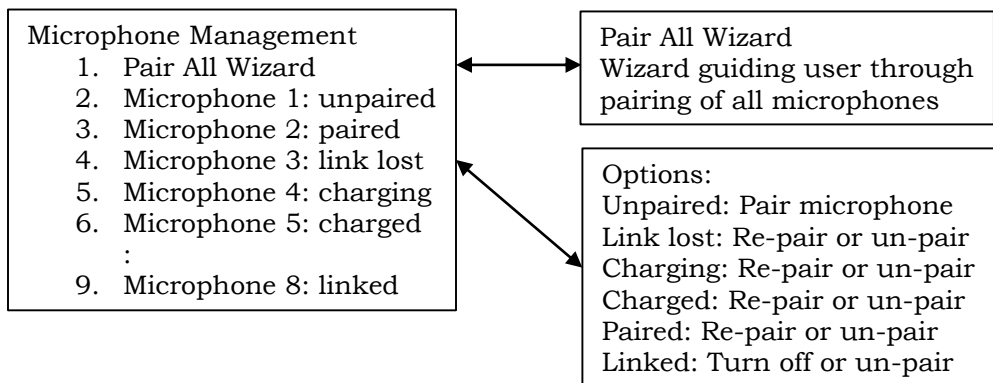 Microphone Management
1. Pair All Wizard
2. Microphone 1: unpaired
3. Microphone 2: paired
4. Microphone 3: link lost
5. Microphone 4: charging
6. Microphone 5: charged
:
9. Microphone 8: linked
Pair All Wizard
Wizard guiding user through
pairing of all microphones
Options:
Unpaired: Pair microphone
Link lost: Re-pair or un-pair
Charging: Re-pair or un-pair
Charged: Re-pair or un-pair
Paired: Re-pair or un-pair
Linked: Turn off or un-pair